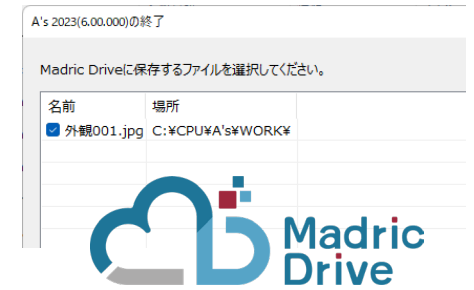 A's 2023(6.00.000)の終了
Madric Driveに保存するファイルを選択してください。
名前 場所
外観001.jpg C:¥CPU¥A's¥WORK¥
Madric
Drive